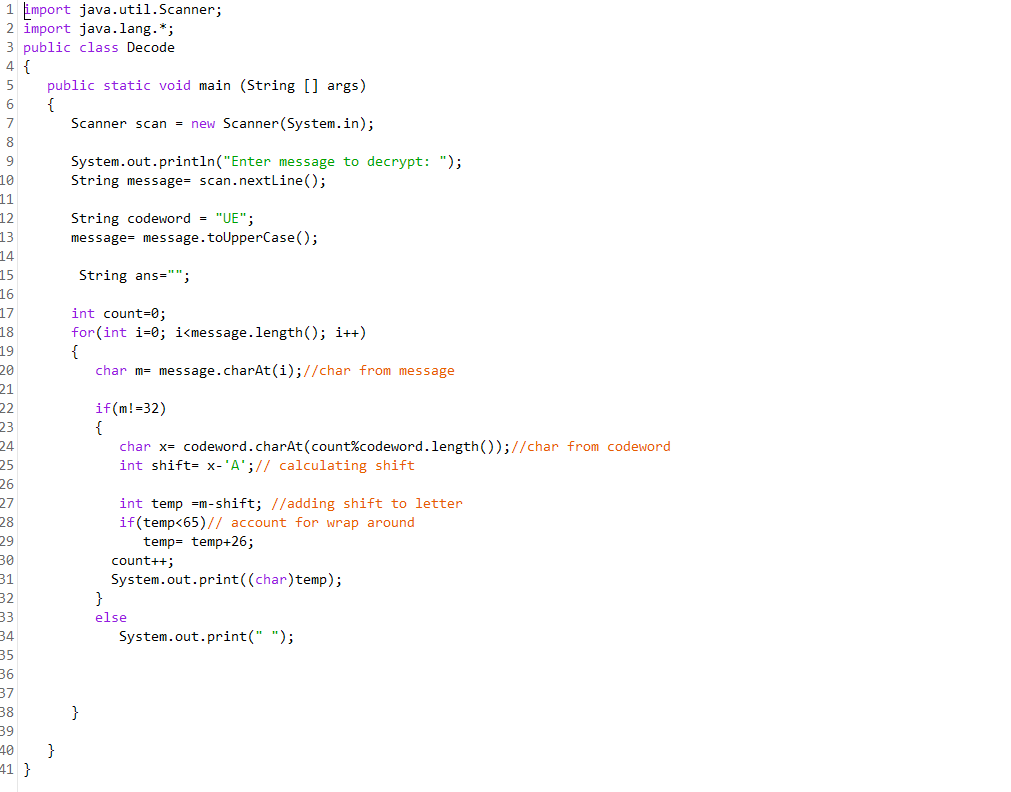 1 import java.util.Scanner;
2 import java.lang.*;
3 public class Decode
4 {
5 public static void main (String [] args)
6 {
7 Scanner scan = new Scanner(System.in);
8
9 System.out.println("Enter message to decrypt: ");
10 String message= scan.nextLine();
11
12 String codeword = "UE";
13 message= message.toUpperCase();
14
15 String ans="";
16
17 int count=0;
18 for(int i=0; i<message.length(); i++)
19 {
20 char m= message.charAt(i);//char from message
21
22 if(m!=32)
23 {
24 char x= codeword.charAt(count%codeword.length());//char from codeword
25 int shift= x-'A';// calculating shift
26
27 int temp =m-shift; //adding shift to letter
28 if(temp<65)// account for wrap around
29 temp= temp+26;
30 count++;
31 System.out.print((char)temp);
32 }
33 else
34 System.out.print(" ");
35
36
37
38 }
39
40 }
41 }